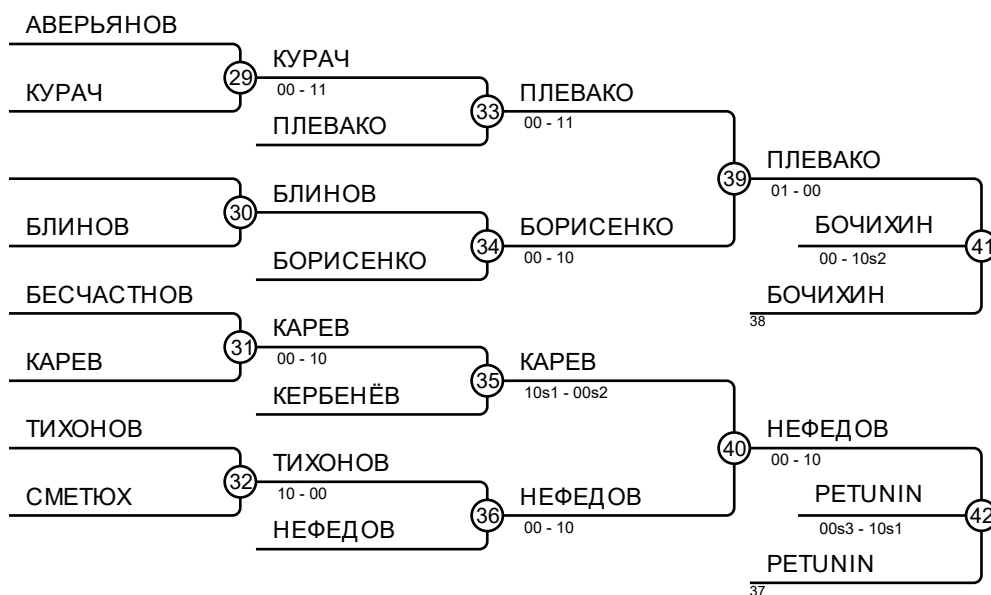 АВЕРЬЯНОВ
29
КУРАЧ
00 - 11
КУРАЧ
33
ПЛЕВАКО
00 - 11
ПЛЕВАКО
39
ПЛЕВАКО
01 - 00
30
БЛИНОВ
БЛИНОВ
34
БОРИСЕНКО
00 - 10
БОРИСЕНКО
БОЧИХИН
00 - 10s2
41
БОЧИХИН
38
БЕСЧАСТНОВ
31
КАРЕВ
00 - 10
КАРЕВ
35
КАРЕВ
10s1 - 00s2
КЕРБЕНЁВ
40
НЕФЕДОВ
00 - 10
ТИХОНОВ
32
ТИХОНОВ
10 - 00
СМЕТЮХ
36
НЕФЕДОВ
00 - 10
НЕФЕДОВ
PETUNIN
00s3 - 10s1
42
PETUNIN
37